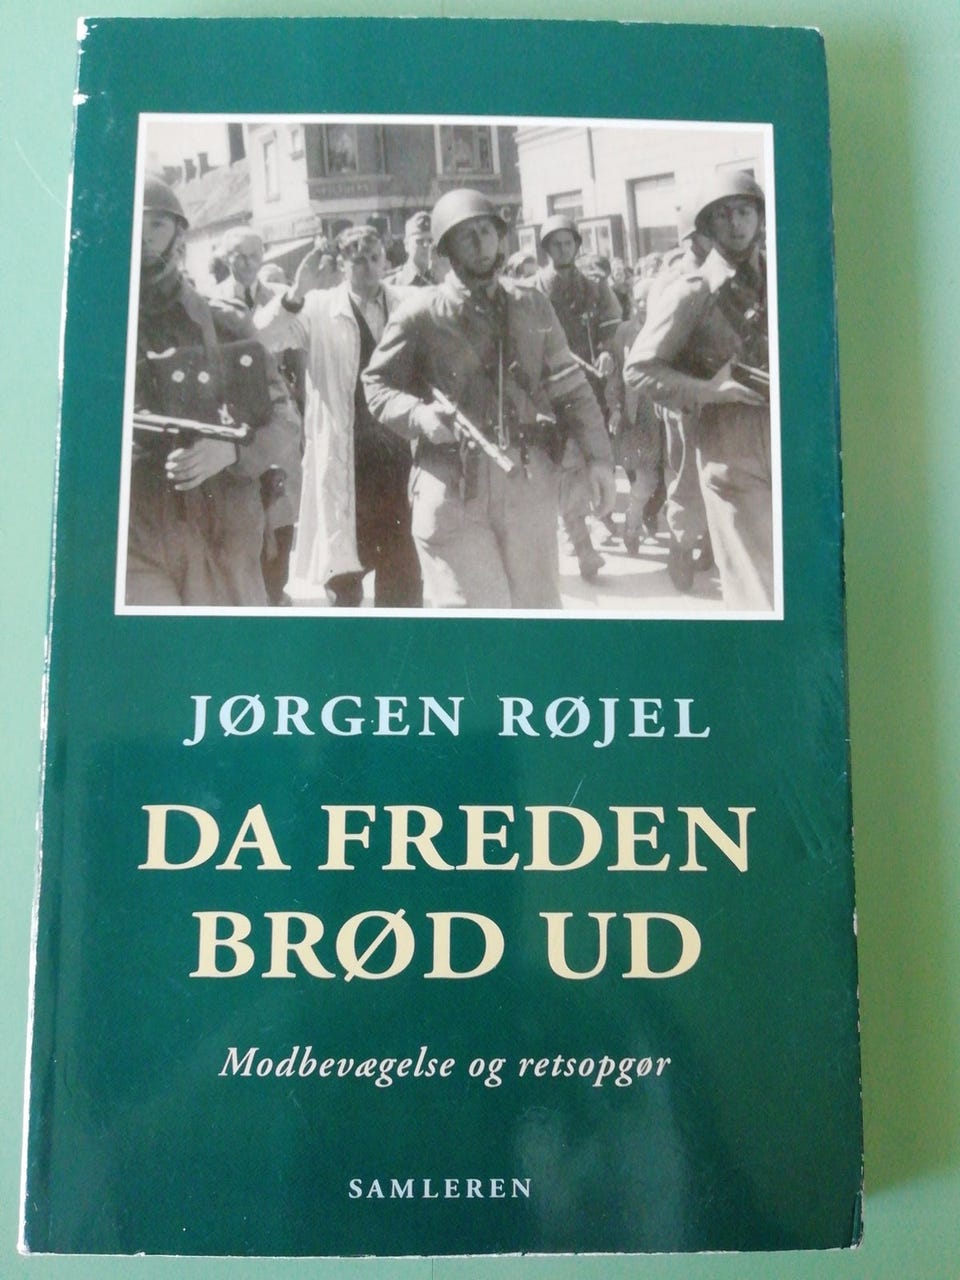 JØRGEN RØJEL
DA FREDEN
BRØD UD
Modbevægelse og retsopgør
SAMLEREN